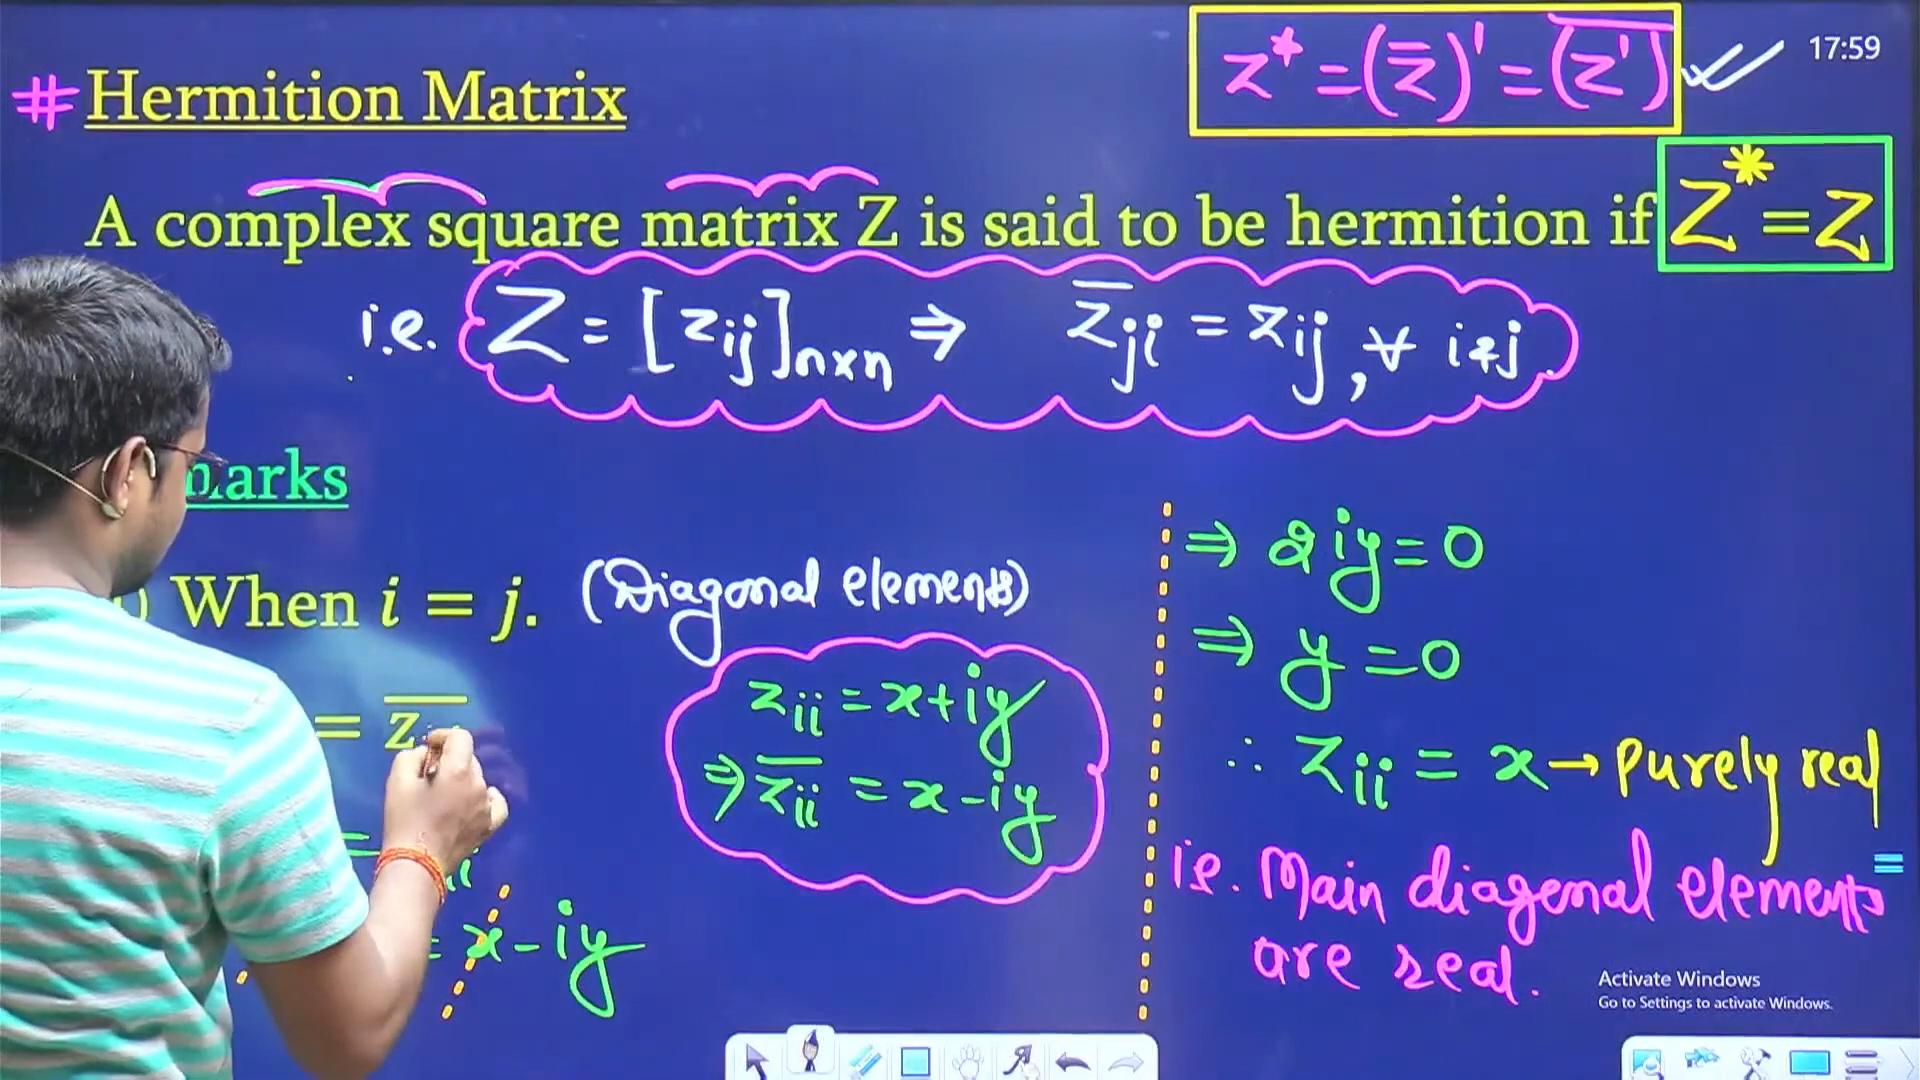 z* = (z̅)' = (z')̅
17:59
# Hermition Matrix
A complex square matrix Z is said to be hermition if Z* = Z
i.e. Z = [zij]n×n ⇒ z̅ji = zij, ∀ i & j
marks
When i = j. (Diagonal elements)
= z̅
zii = x+iy
⇒ z̅ii = x-iy
= x - iy
⇒ 2iy = 0
⇒ y = 0
∴ zii = x → Purely real
i.e. Main diagonal elements
are real.
Activate Windows
Go to Settings to activate Windows.